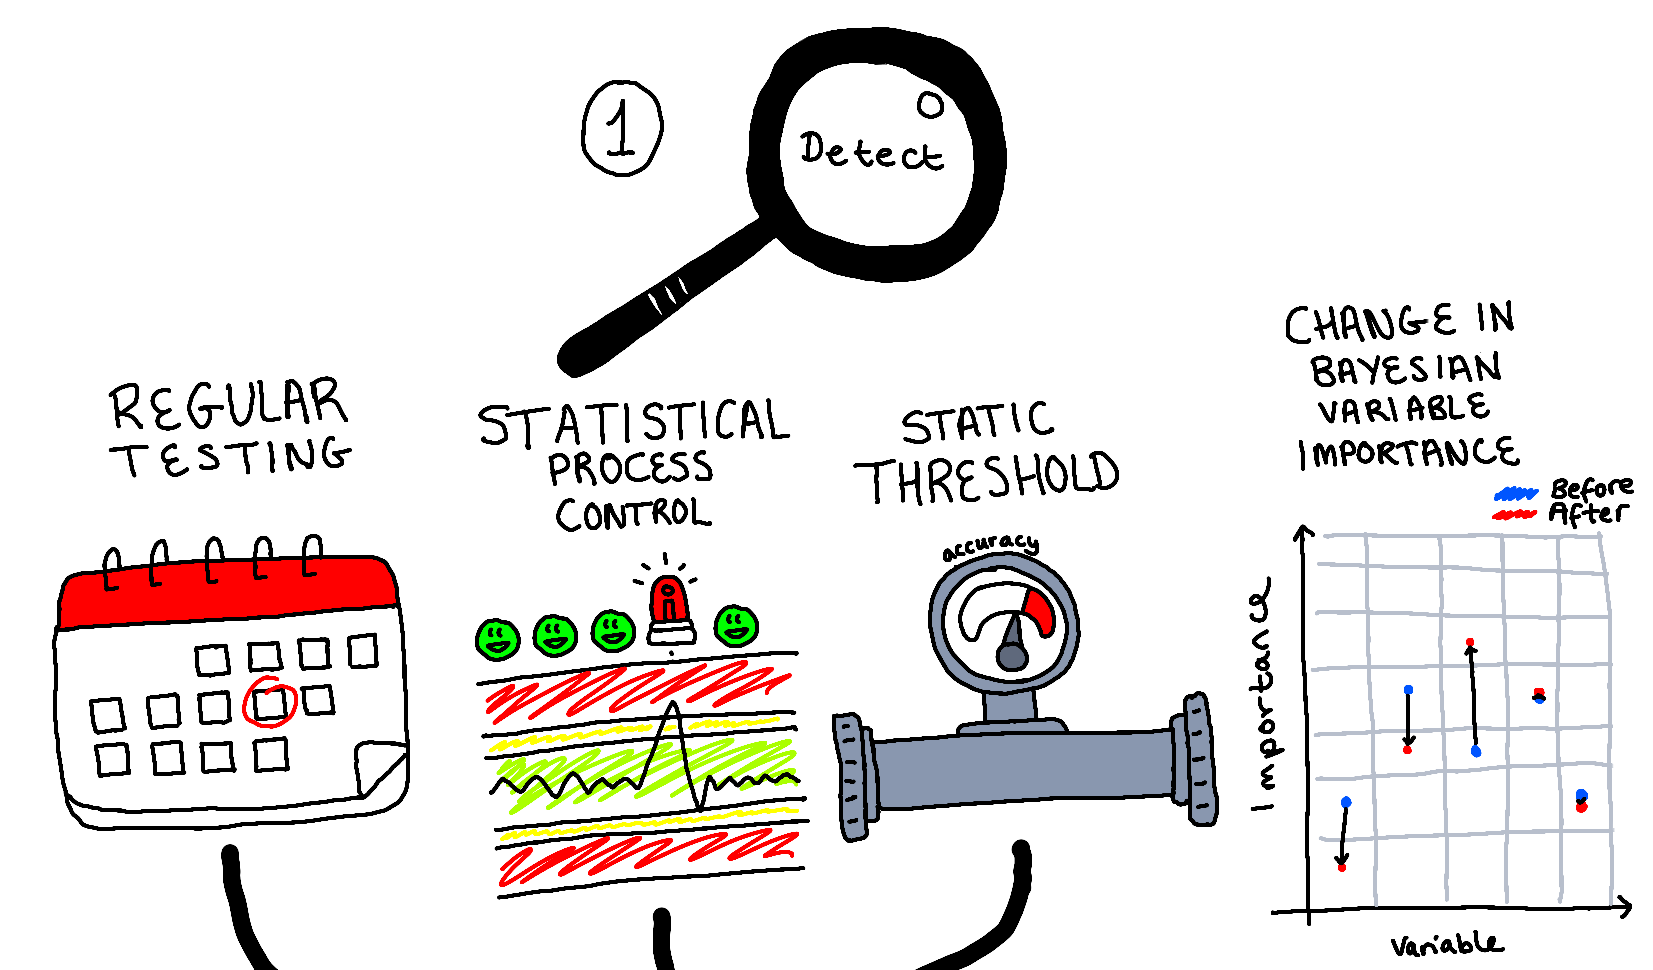 1
Detect
REGULAR
TESTING
STATISTICAL
PROCESS
CONTROL
STATIC
THRESHOLD
accuracy
CHANGE IN
BAYESIAN
VARIABLE
IMPORTANCE
Before
After
Importance
Variable